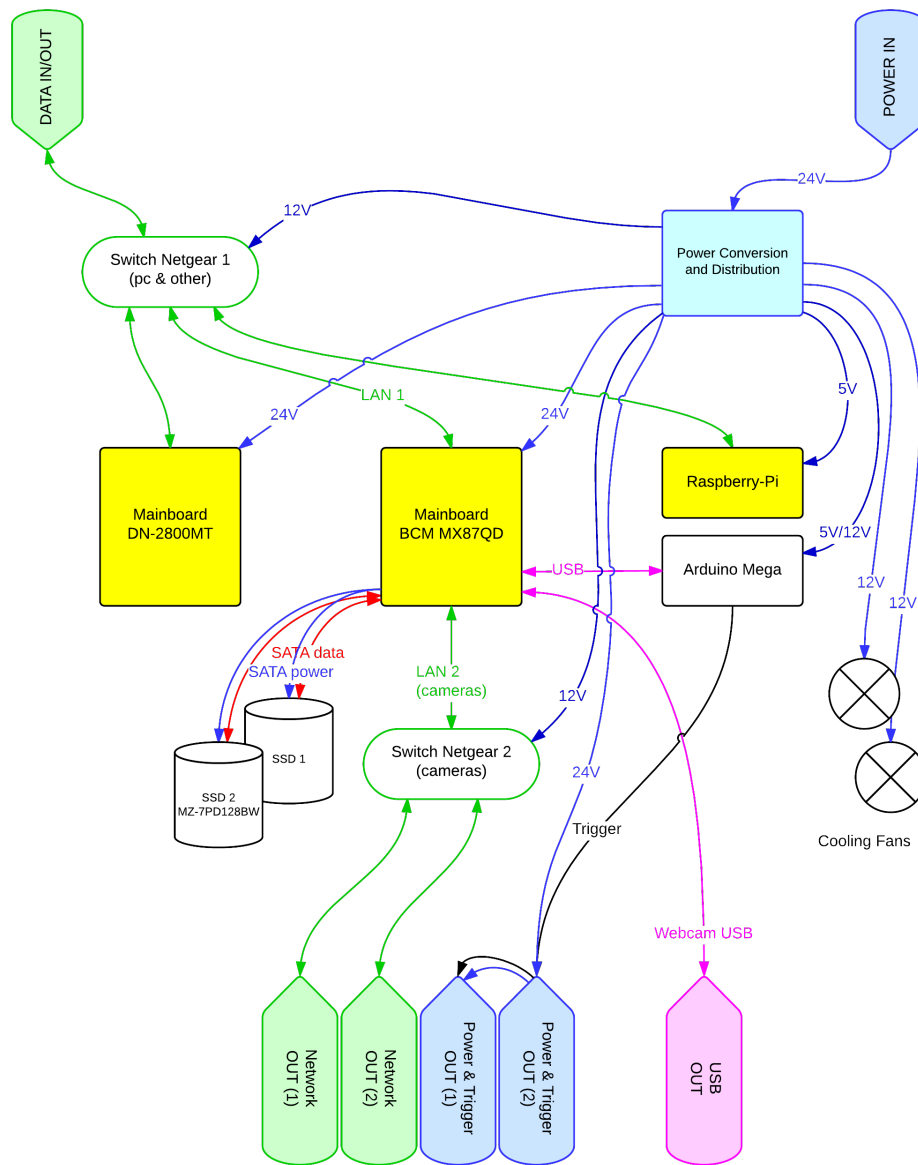 DATA IN/OUT
POWER IN
24V
12V
Switch Netgear 1
(pc & other)
Power Conversion
and Distribution
LAN 1
5V
24V
24V
Mainboard
DN-2800MT
Mainboard
BCM MX87QD
Raspberry-Pi
5V/12V
USB
Arduino Mega
12V
12V
SATA data
SATA power
LAN 2
(cameras)
12V
Switch Netgear 2
(cameras)
SSD 1
SSD 2
MZ-7PD128BW
24V
Trigger
Cooling Fans
Webcam USB
Network
OUT (1)
Network
OUT (2)
Power & Trigger
OUT (1)
Power & Trigger
OUT (2)
USB
OUT